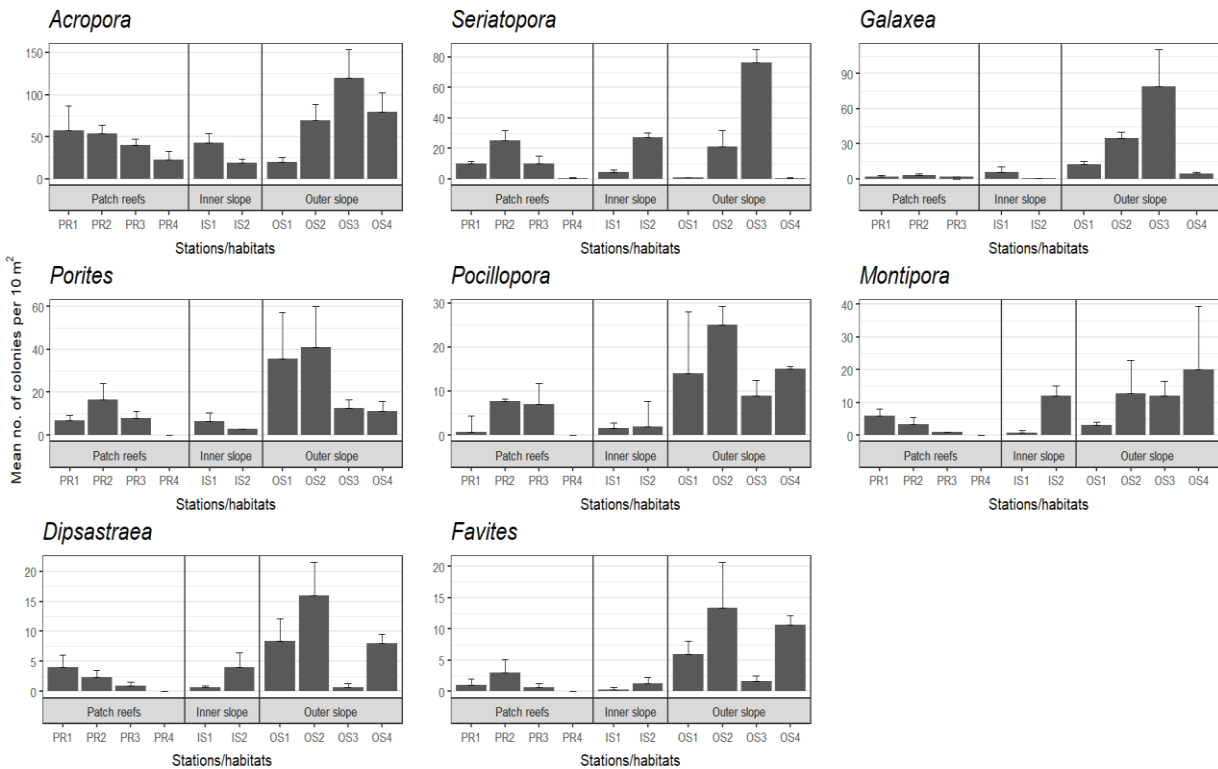 Acropora
Seriatopora
Galaxea
150
100
50
0
Patch reefs Inner slope Outer slope
PR1 PR2 PR3 PR4 IS1 IS2 OS1 OS2 OS3 OS4
Stations/habitats
80
60
40
20
0
Patch reefs Inner slope Outer slope
PR1 PR2 PR3 PR4 IS1 IS2 OS1 OS2 OS3 OS4
Stations/habitats
90
60
30
0
Patch reefs Inner slope Outer slope
PR1 PR2 PR3 IS1 IS2 OS1 OS2 OS3 OS4
Stations/habitats
Mean no. of colonies per 10 m²
Porites
Pocillopora
Montipora
60
40
20
0
Patch reefs Inner slope Outer slope
PR1 PR2 PR3 PR4 IS1 IS2 OS1 OS2 OS3 OS4
Stations/habitats
30
20
10
0
Patch reefs Inner slope Outer slope
PR1 PR2 PR3 PR4 IS1 IS2 OS1 OS2 OS3 OS4
Stations/habitats
40
30
20
10
0
Patch reefs Inner slope Outer slope
PR1 PR2 PR3 PR4 IS1 IS2 OS1 OS2 OS3 OS4
Stations/habitats
Dipsastraea
Favites
20
15
10
5
0
Patch reefs Inner slope Outer slope
PR1 PR2 PR3 PR4 IS1 IS2 OS1 OS2 OS3 OS4
Stations/habitats
20
15
10
5
0
Patch reefs Inner slope Outer slope
PR1 PR2 PR3 PR4 IS1 IS2 OS1 OS2 OS3 OS4
Stations/habitats